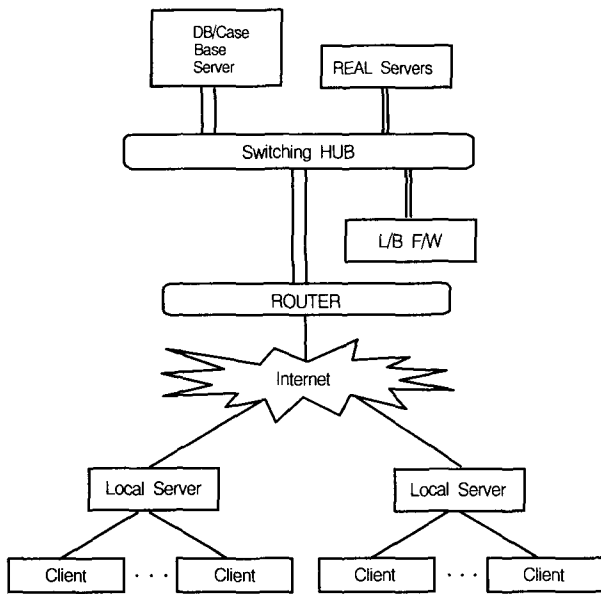 DB/Case
Base
Server
REAL Servers
Switching HUB
L/B F/W
ROUTER
Internet
Local Server
Local Server
Client ··· Client
Client ··· Client